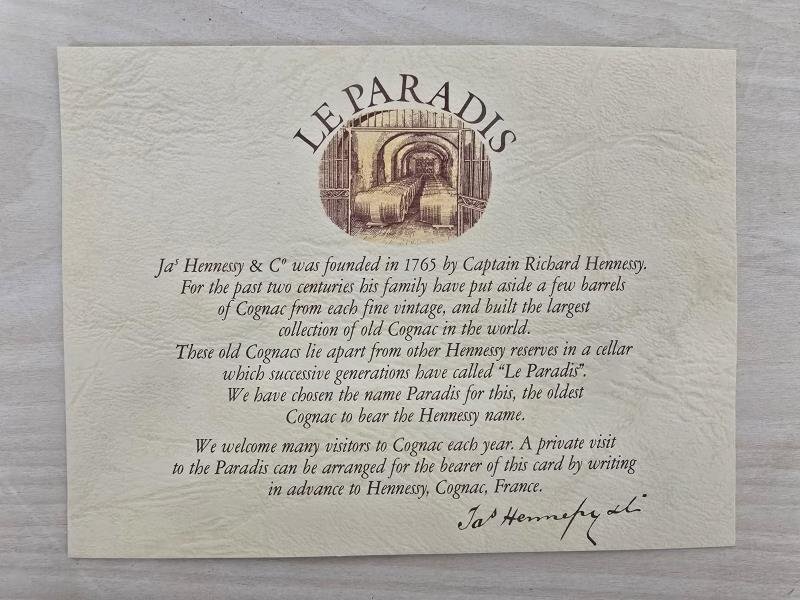 LE PARADIS
Jaˢ Hennessy & Cº was founded in 1765 by Captain Richard Hennessy.
For the past two centuries his family have put aside a few barrels
of Cognac from each fine vintage, and built the largest
collection of old Cognac in the world.
These old Cognacs lie apart from other Hennessy reserves in a cellar
which successive generations have called “Le Paradis”.
We have chosen the name Paradis for this, the oldest
Cognac to bear the Hennessy name.
We welcome many visitors to Cognac each year. A private visit
to the Paradis can be arranged for the bearer of this card by writing
in advance to Hennessy, Cognac, France.
Jaˢ Hennessy